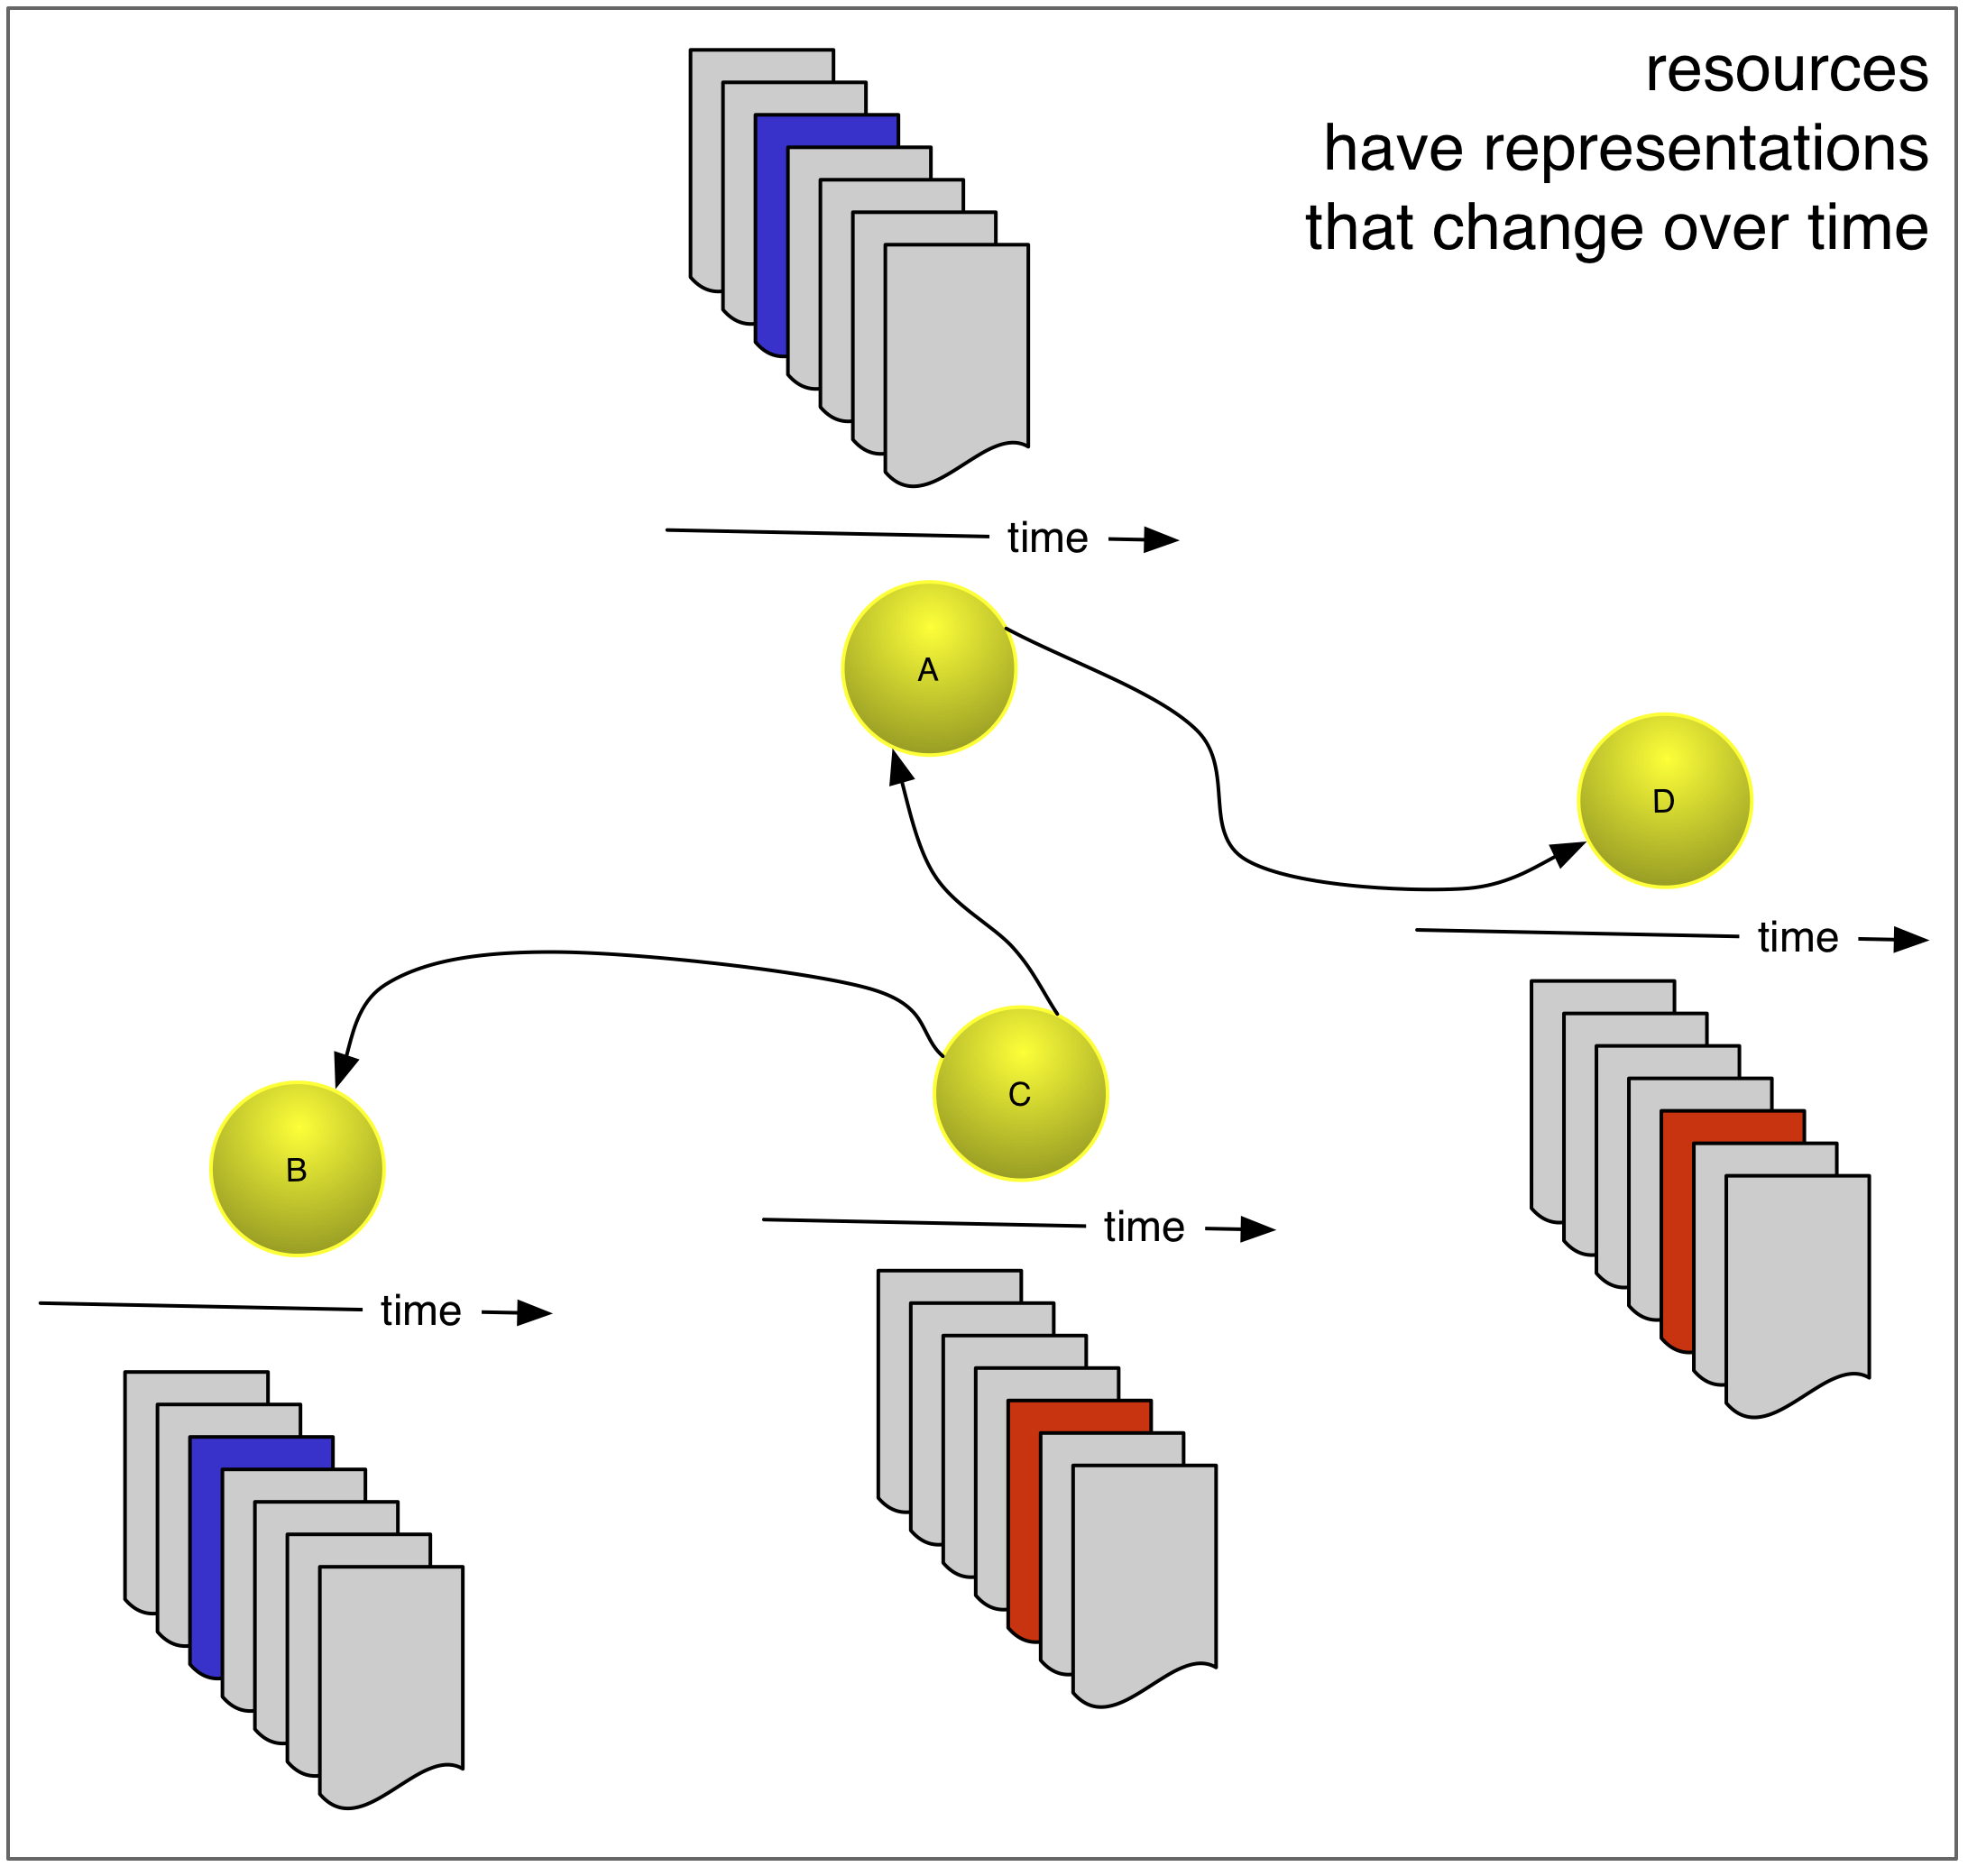 resources
have representations
that change over time
time
A
D
time
C
B
time
time